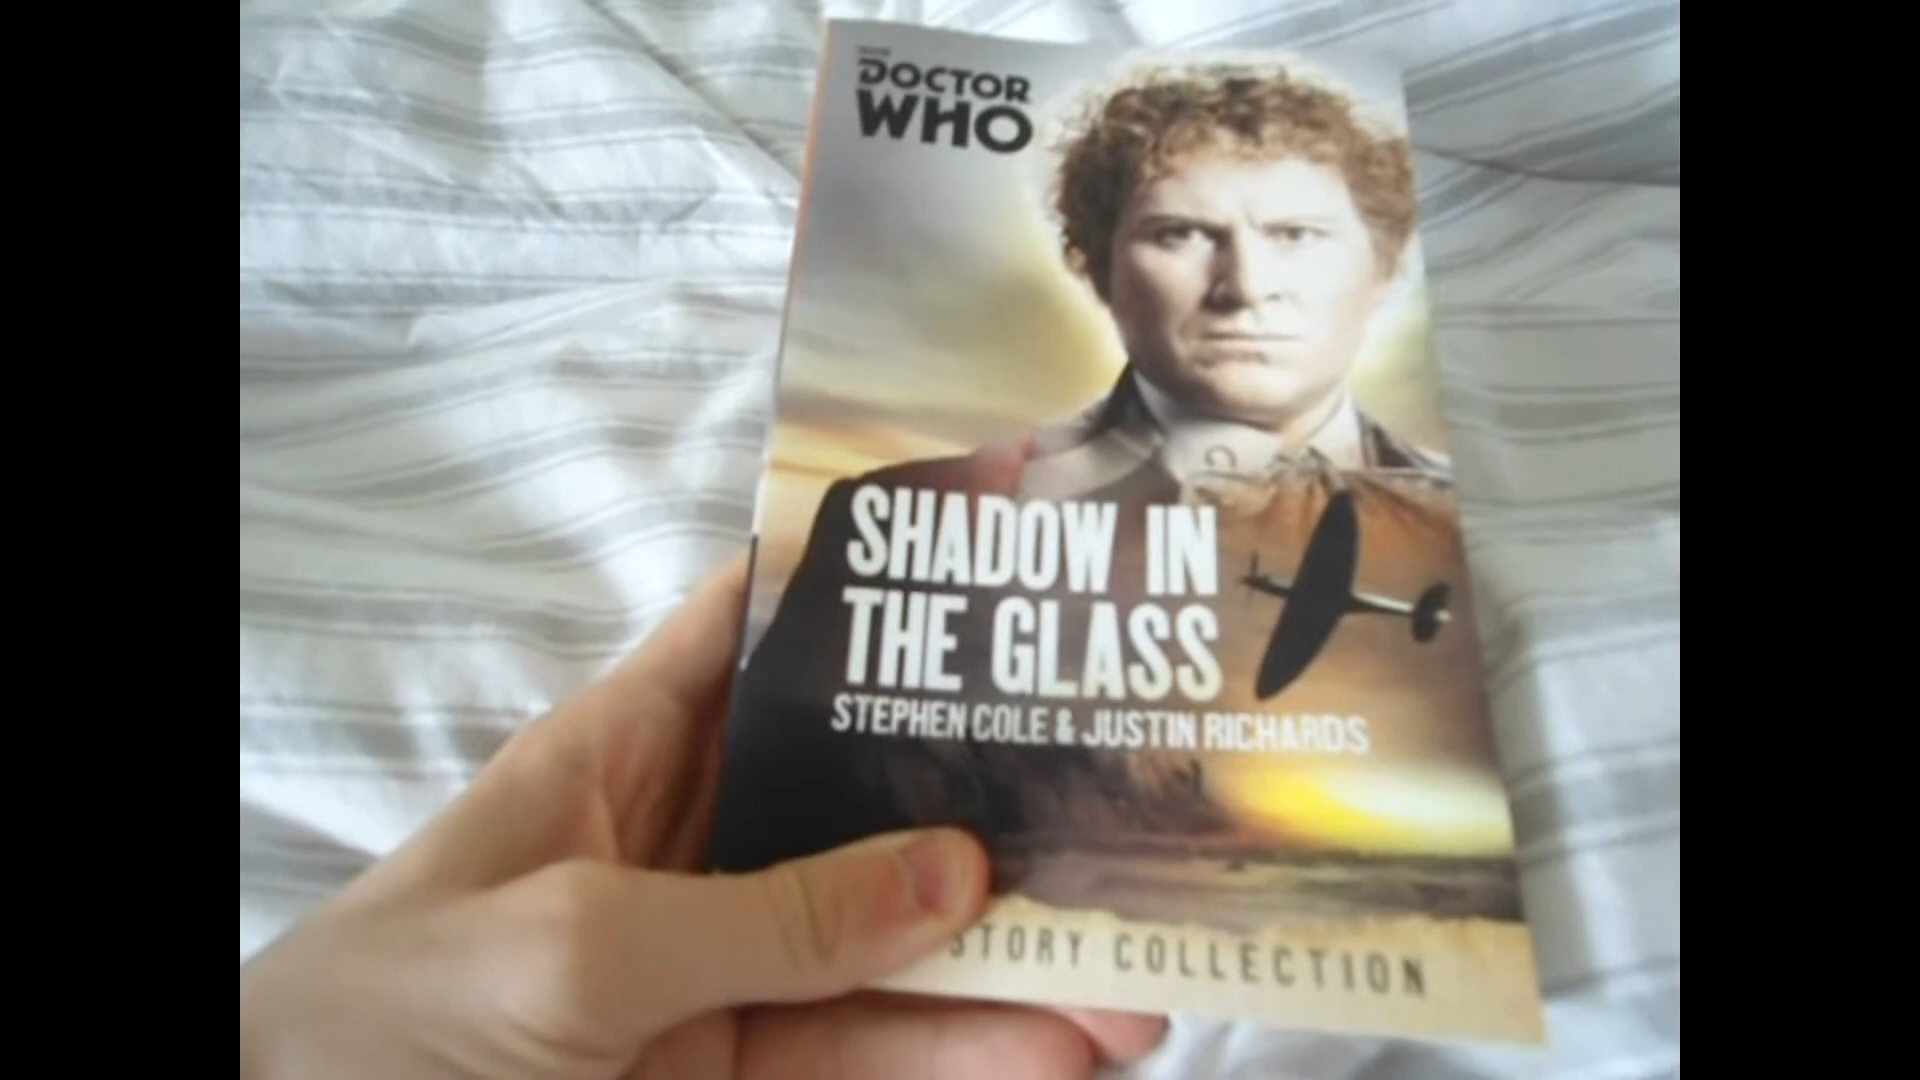 DOCTOR
WHO
SHADOW IN
THE GLASS
STEPHEN COLE & JUSTIN RICHARDS
STORY COLLECTION